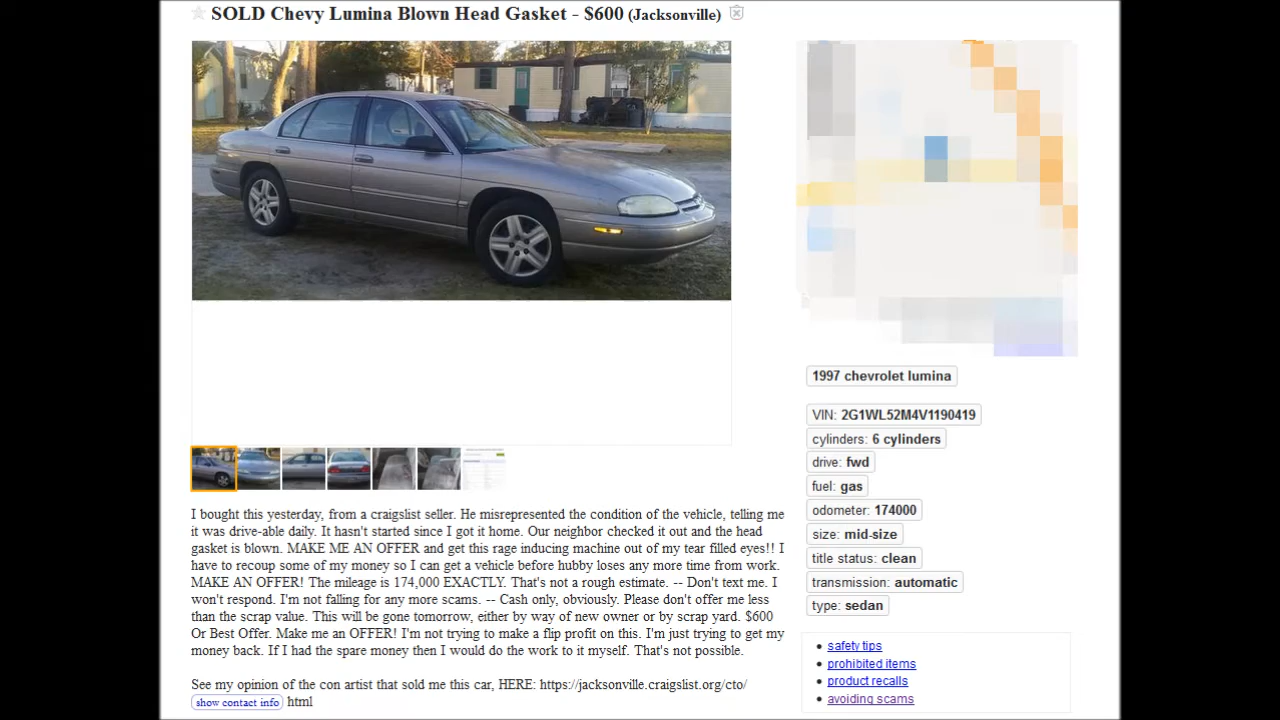 SOLD Chevy Lumina Blown Head Gasket - $600 (Jacksonville)
1997 chevrolet lumina
VIN: 2G1WL52M4V1190419
cylinders: 6 cylinders
drive: fwd
fuel: gas
odometer: 174000
size: mid-size
title status: clean
transmission: automatic
type: sedan
I bought this yesterday, from a craigslist seller. He misrepresented the condition of the vehicle, telling me
it was drive-able daily. It hasn't started since I got it home. Our neighbor checked it out and the head
gasket is blown. MAKE ME AN OFFER and get this rage inducing machine out of my tear filled eyes!! I
have to recoup some of my money so I can get a vehicle before hubby loses any more time from work.
MAKE AN OFFER! The mileage is 174,000 EXACTLY. That's not a rough estimate. -- Don't text me. I
won't respond. I'm not falling for any more scams. -- Cash only, obviously. Please don't offer me less
than the scrap value. This will be gone tomorrow, either by way of new owner or by scrap yard. $600
Or Best Offer. Make me an OFFER! I'm not trying to make a flip profit on this. I'm just trying to get my
money back. If I had the spare money then I would do the work to it myself. That's not possible.
See my opinion of the con artist that sold me this car, HERE: https://jacksonville.craigslist.org/cto/
show contact info html
safety tips
prohibited items
product recalls
avoiding scams